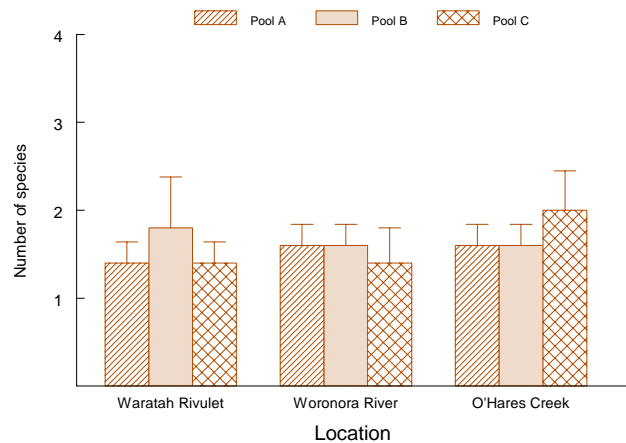 Pool A Pool B Pool C
4
3
2
1
Number of species
Waratah Rivulet Woronora River O'Hares Creek
Location